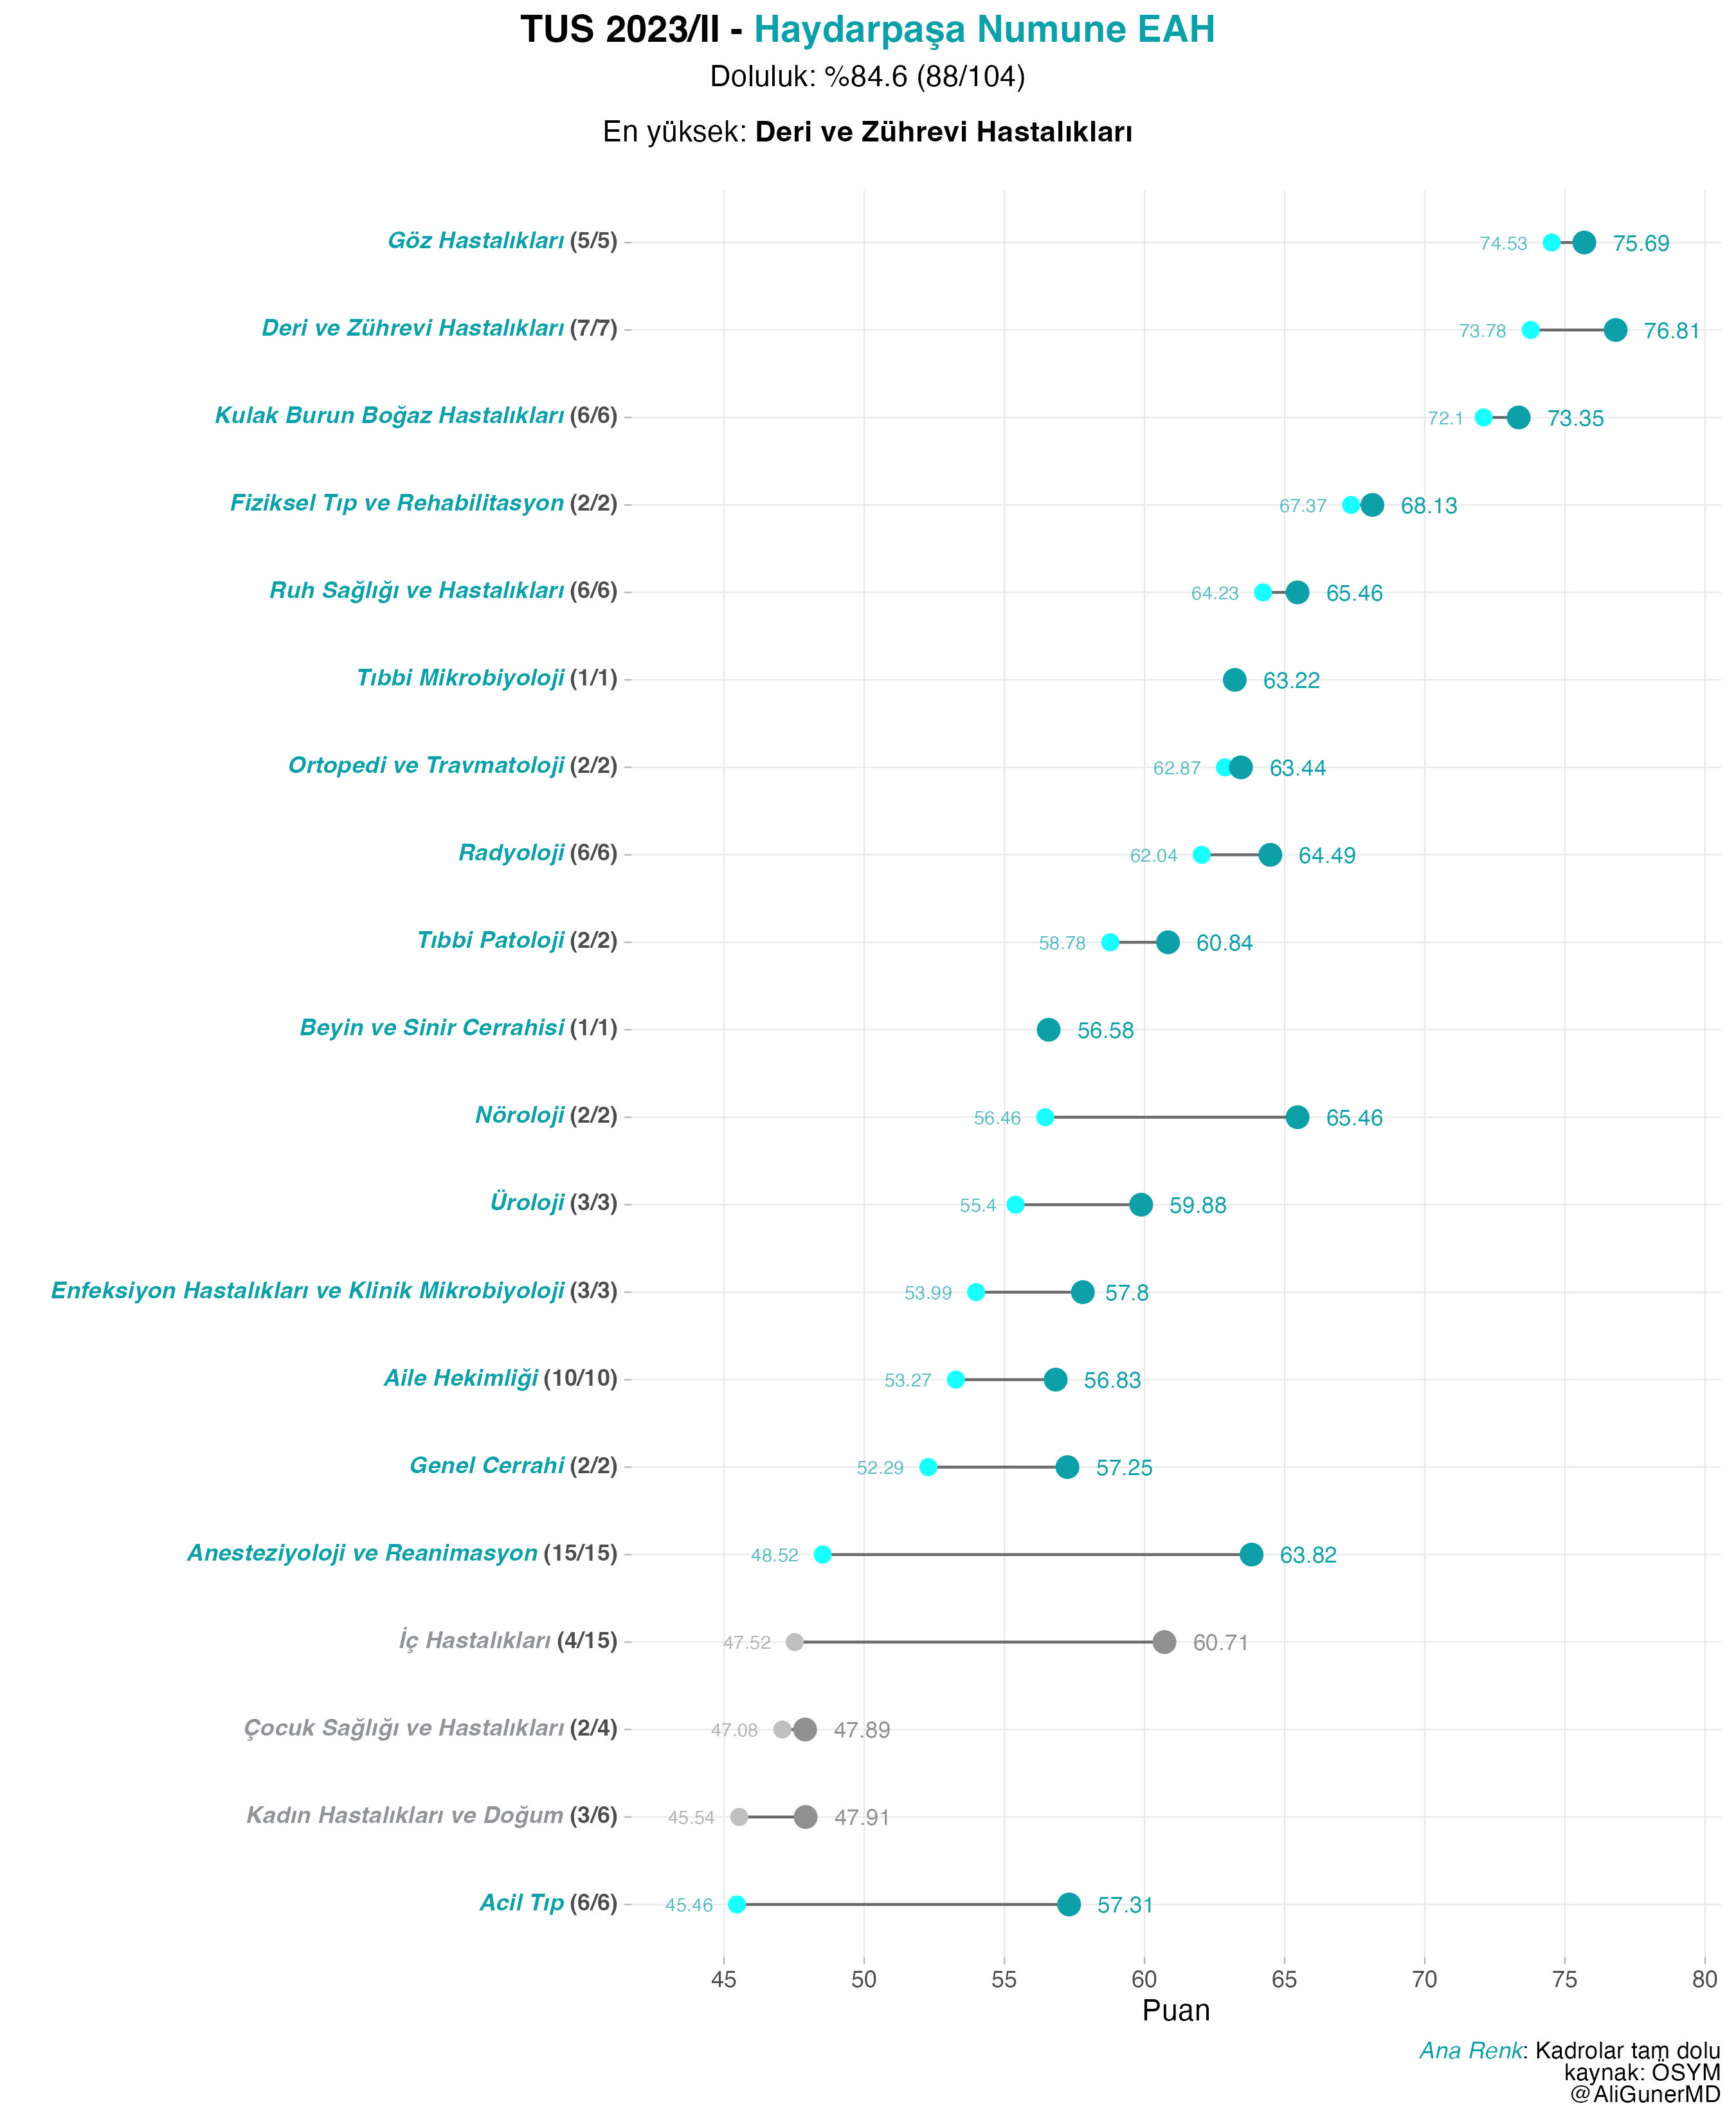 TUS 2023/II - Haydarpaşa Numune EAH
Doluluk: %84.6 (88/104)
En yüksek: Deri ve Zührevi Hastalıkları
Göz Hastalıkları (5/5) 74.53 75.69
Deri ve Zührevi Hastalıkları (7/7) 73.78 76.81
Kulak Burun Boğaz Hastalıkları (6/6) 72.1 73.35
Fiziksel Tıp ve Rehabilitasyon (2/2) 67.37 68.13
Ruh Sağlığı ve Hastalıkları (6/6) 64.23 65.46
Tıbbi Mikrobiyoloji (1/1) 63.22
Ortopedi ve Travmatoloji (2/2) 62.87 63.44
Radyoloji (6/6) 62.04 64.49
Tıbbi Patoloji (2/2) 58.78 60.84
Beyin ve Sinir Cerrahisi (1/1) 56.58
Nöroloji (2/2) 56.46 65.46
Üroloji (3/3) 55.4 59.88
Enfeksiyon Hastalıkları ve Klinik Mikrobiyoloji (3/3) 53.99 57.8
Aile Hekimliği (10/10) 53.27 56.83
Genel Cerrahi (2/2) 52.29 57.25
Anesteziyoloji ve Reanimasyon (15/15) 48.52 63.82
İç Hastalıkları (4/15) 47.52 60.71
Çocuk Sağlığı ve Hastalıkları (2/4) 47.08 47.89
Kadın Hastalıkları ve Doğum (3/6) 45.54 47.91
Acil Tıp (6/6) 45.46 57.31
45 50 55 60 65 70 75 80
Puan
Ana Renk: Kadrolar tam dolu
kaynak: ÖSYM
@AliGunerMD